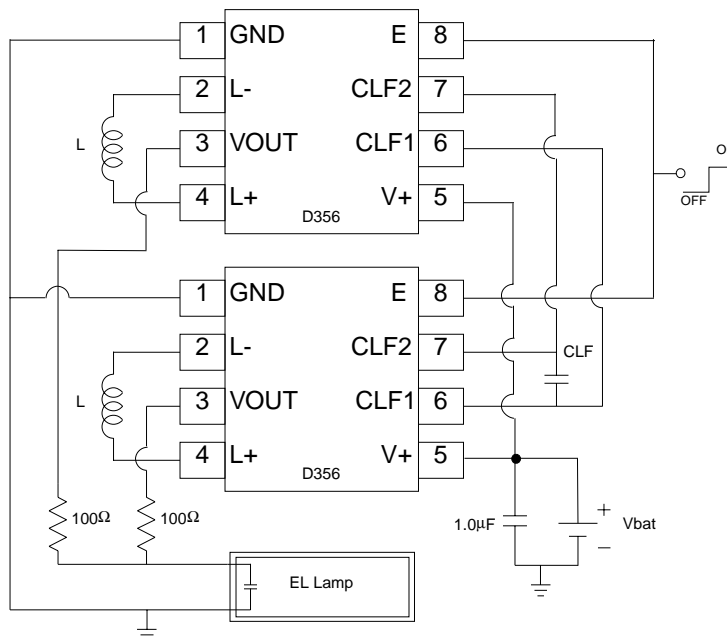 1 GND E 8
2 L- CLF2 7
L
3 VOUT CLF1 6
4 L+ V+ 5
D356
O
OFF
1 GND E 8
2 L- CLF2 7
CLF
L
3 VOUT CLF1 6
4 L+ V+ 5
D356
100Ω 100Ω 1.0µF + Vbat −
EL Lamp